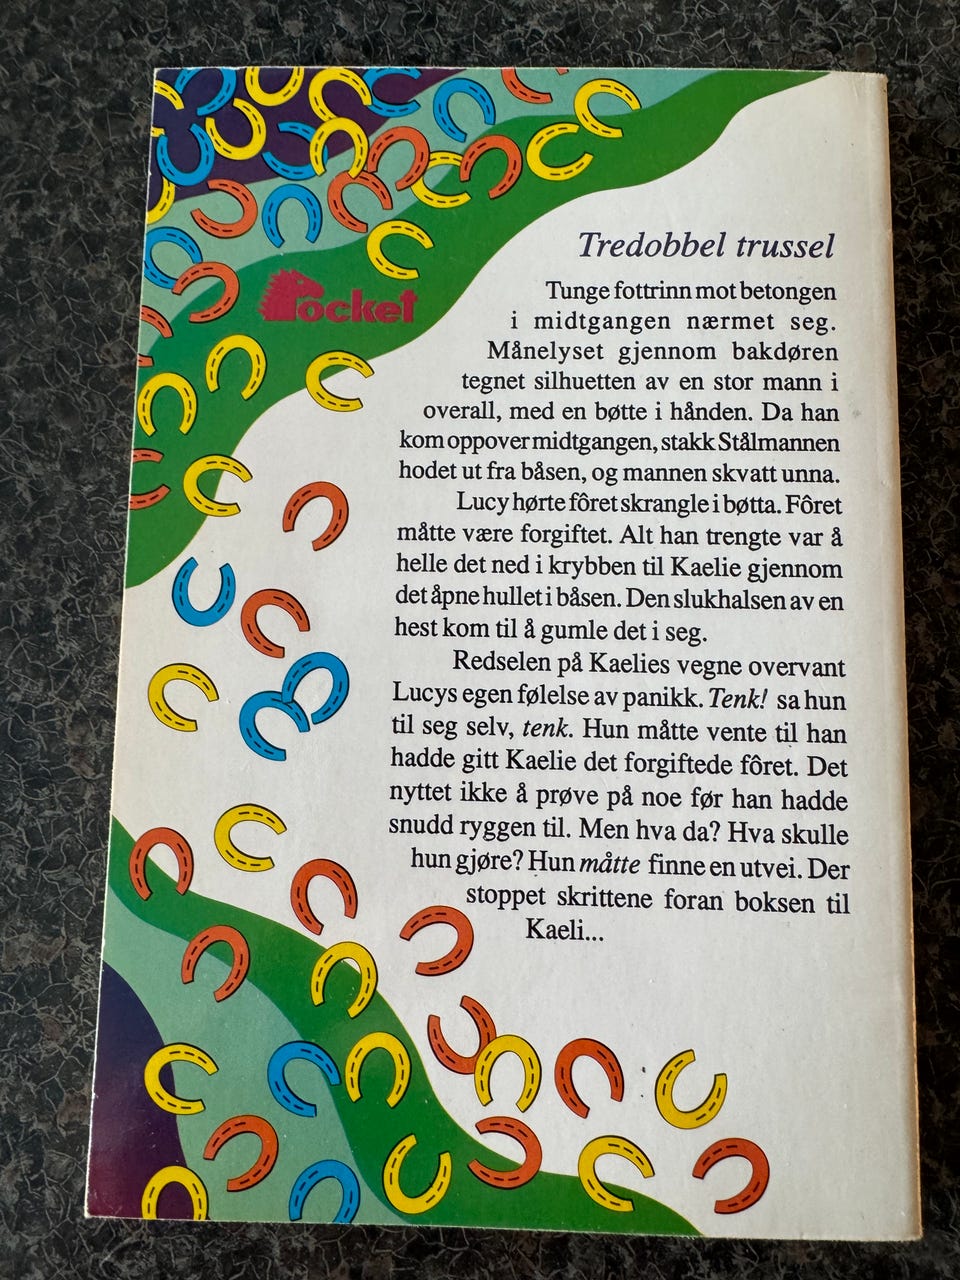 Tredobbel trussel
Pocket
Tunge fottrinn mot betongen
i midtgangen nærmet seg.
Månelyset gjennom bakdøren
tegnet silhuetten av en stor mann i
overall, med en bøtte i hånden. Da han
kom oppover midtgangen, stakk Stålmannen
hodet ut fra båsen, og mannen skvatt unna.
Lucy hørte fôret skrangle i bøtta. Fôret
måtte være forgiftet. Alt han trengte var å
helle det ned i krybben til Kaelie gjennom
det åpne hullet i båsen. Den slukhalsen av en
hest kom til å gumle det i seg.
Redselen på Kaelies vegne overvant
Lucys egen følelse av panikk. Tenk! sa hun
til seg selv, tenk. Hun måtte vente til han
hadde gitt Kaelie det forgiftede fôret. Det
nyttet ikke å prøve på noe før han hadde
snudd ryggen til. Men hva da? Hva skulle
hun gjøre? Hun måtte finne en utvei. Der
stoppet skrittene foran boksen til
Kaeli...